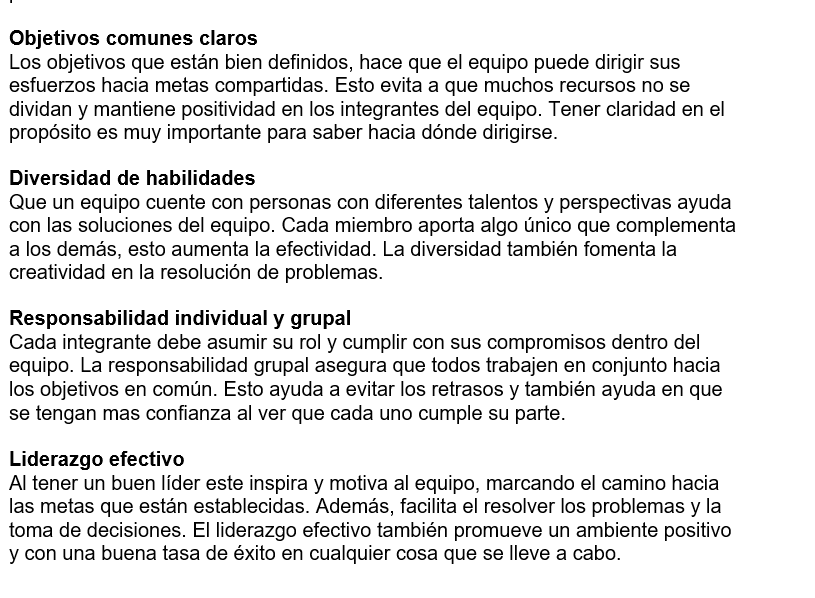 Objetivos comunes claros
Los objetivos que están bien definidos, hace que el equipo puede dirigir sus
esfuerzos hacia metas compartidas. Esto evita a que muchos recursos no se
dividan y mantiene positividad en los integrantes del equipo. Tener claridad en el
propósito es muy importante para saber hacia dónde dirigirse.
Diversidad de habilidades
Que un equipo cuente con personas con diferentes talentos y perspectivas ayuda
con las soluciones del equipo. Cada miembro aporta algo único que complementa
a los demás, esto aumenta la efectividad. La diversidad también fomenta la
creatividad en la resolución de problemas.
Responsabilidad individual y grupal
Cada integrante debe asumir su rol y cumplir con sus compromisos dentro del
equipo. La responsabilidad grupal asegura que todos trabajen en conjunto hacia
los objetivos en común. Esto ayuda a evitar los retrasos y también ayuda en que
se tengan mas confianza al ver que cada uno cumple su parte.
Liderazgo efectivo
Al tener un buen líder este inspira y motiva al equipo, marcando el camino hacia
las metas que están establecidas. Además, facilita el resolver los problemas y la
toma de decisiones. El liderazgo efectivo también promueve un ambiente positivo
y con una buena tasa de éxito en cualquier cosa que se lleve a cabo.